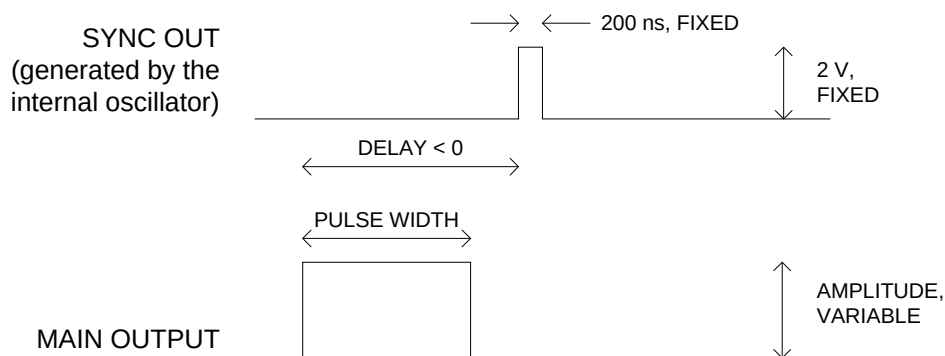 200 ns, FIXED
SYNC OUT
(generated by the
internal oscillator)
2 V,
FIXED
DELAY < 0
PULSE WIDTH
AMPLITUDE,
VARIABLE
MAIN OUTPUT